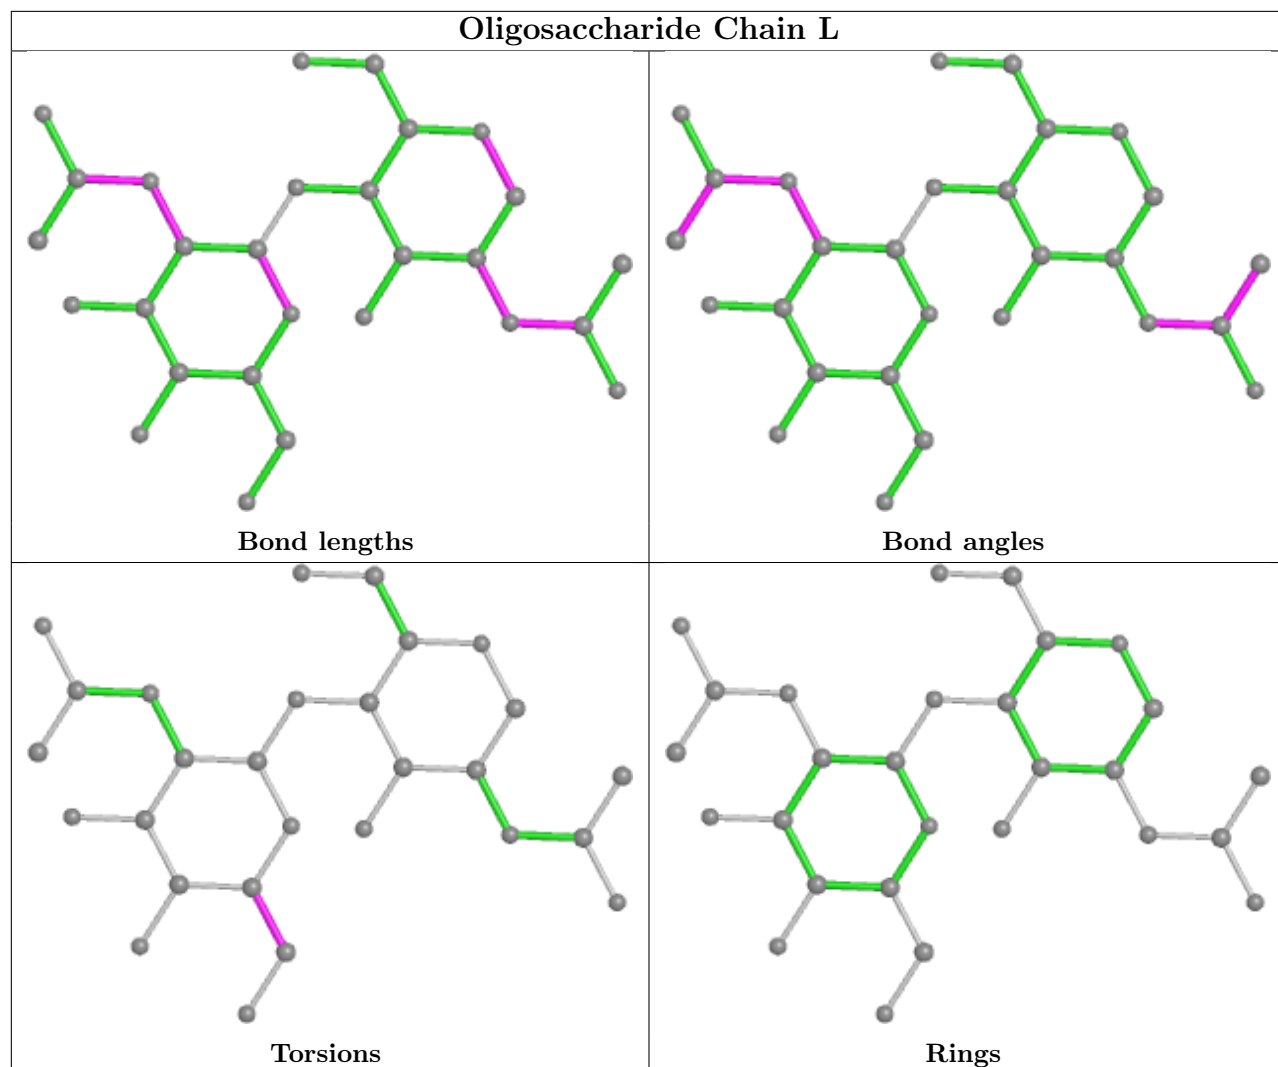 Oligosaccharide Chain L
Bond lengths
Bond angles
Torsions
Rings